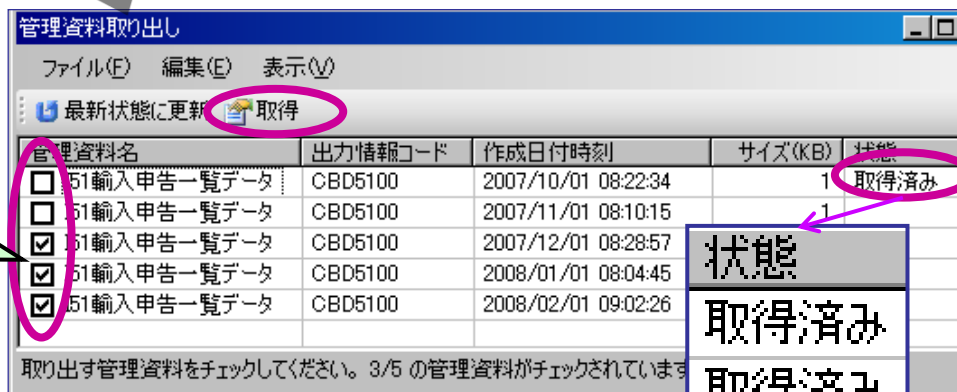 管理資料取り出し
ファイル(F) 編集(E) 表示(V)
最新状態に更新 取得
管理資料名 出力情報コード 作成日付時刻 サイズ(KB) 状態
I51輸入申告一覧データ CBD5100 2007/10/01 08:22:34 1 取得済み
I51輸入申告一覧データ CBD5100 2007/11/01 08:10:15 1
I51輸入申告一覧データ CBD5100 2007/12/01 08:28:57
I51輸入申告一覧データ CBD5100 2008/01/01 08:04:45
I51輸入申告一覧データ CBD5100 2008/02/01 09:02:26
状態
取得済み
取得済み
取り出す管理資料をチェックしてください。 3/5 の管理資料がチェックされています